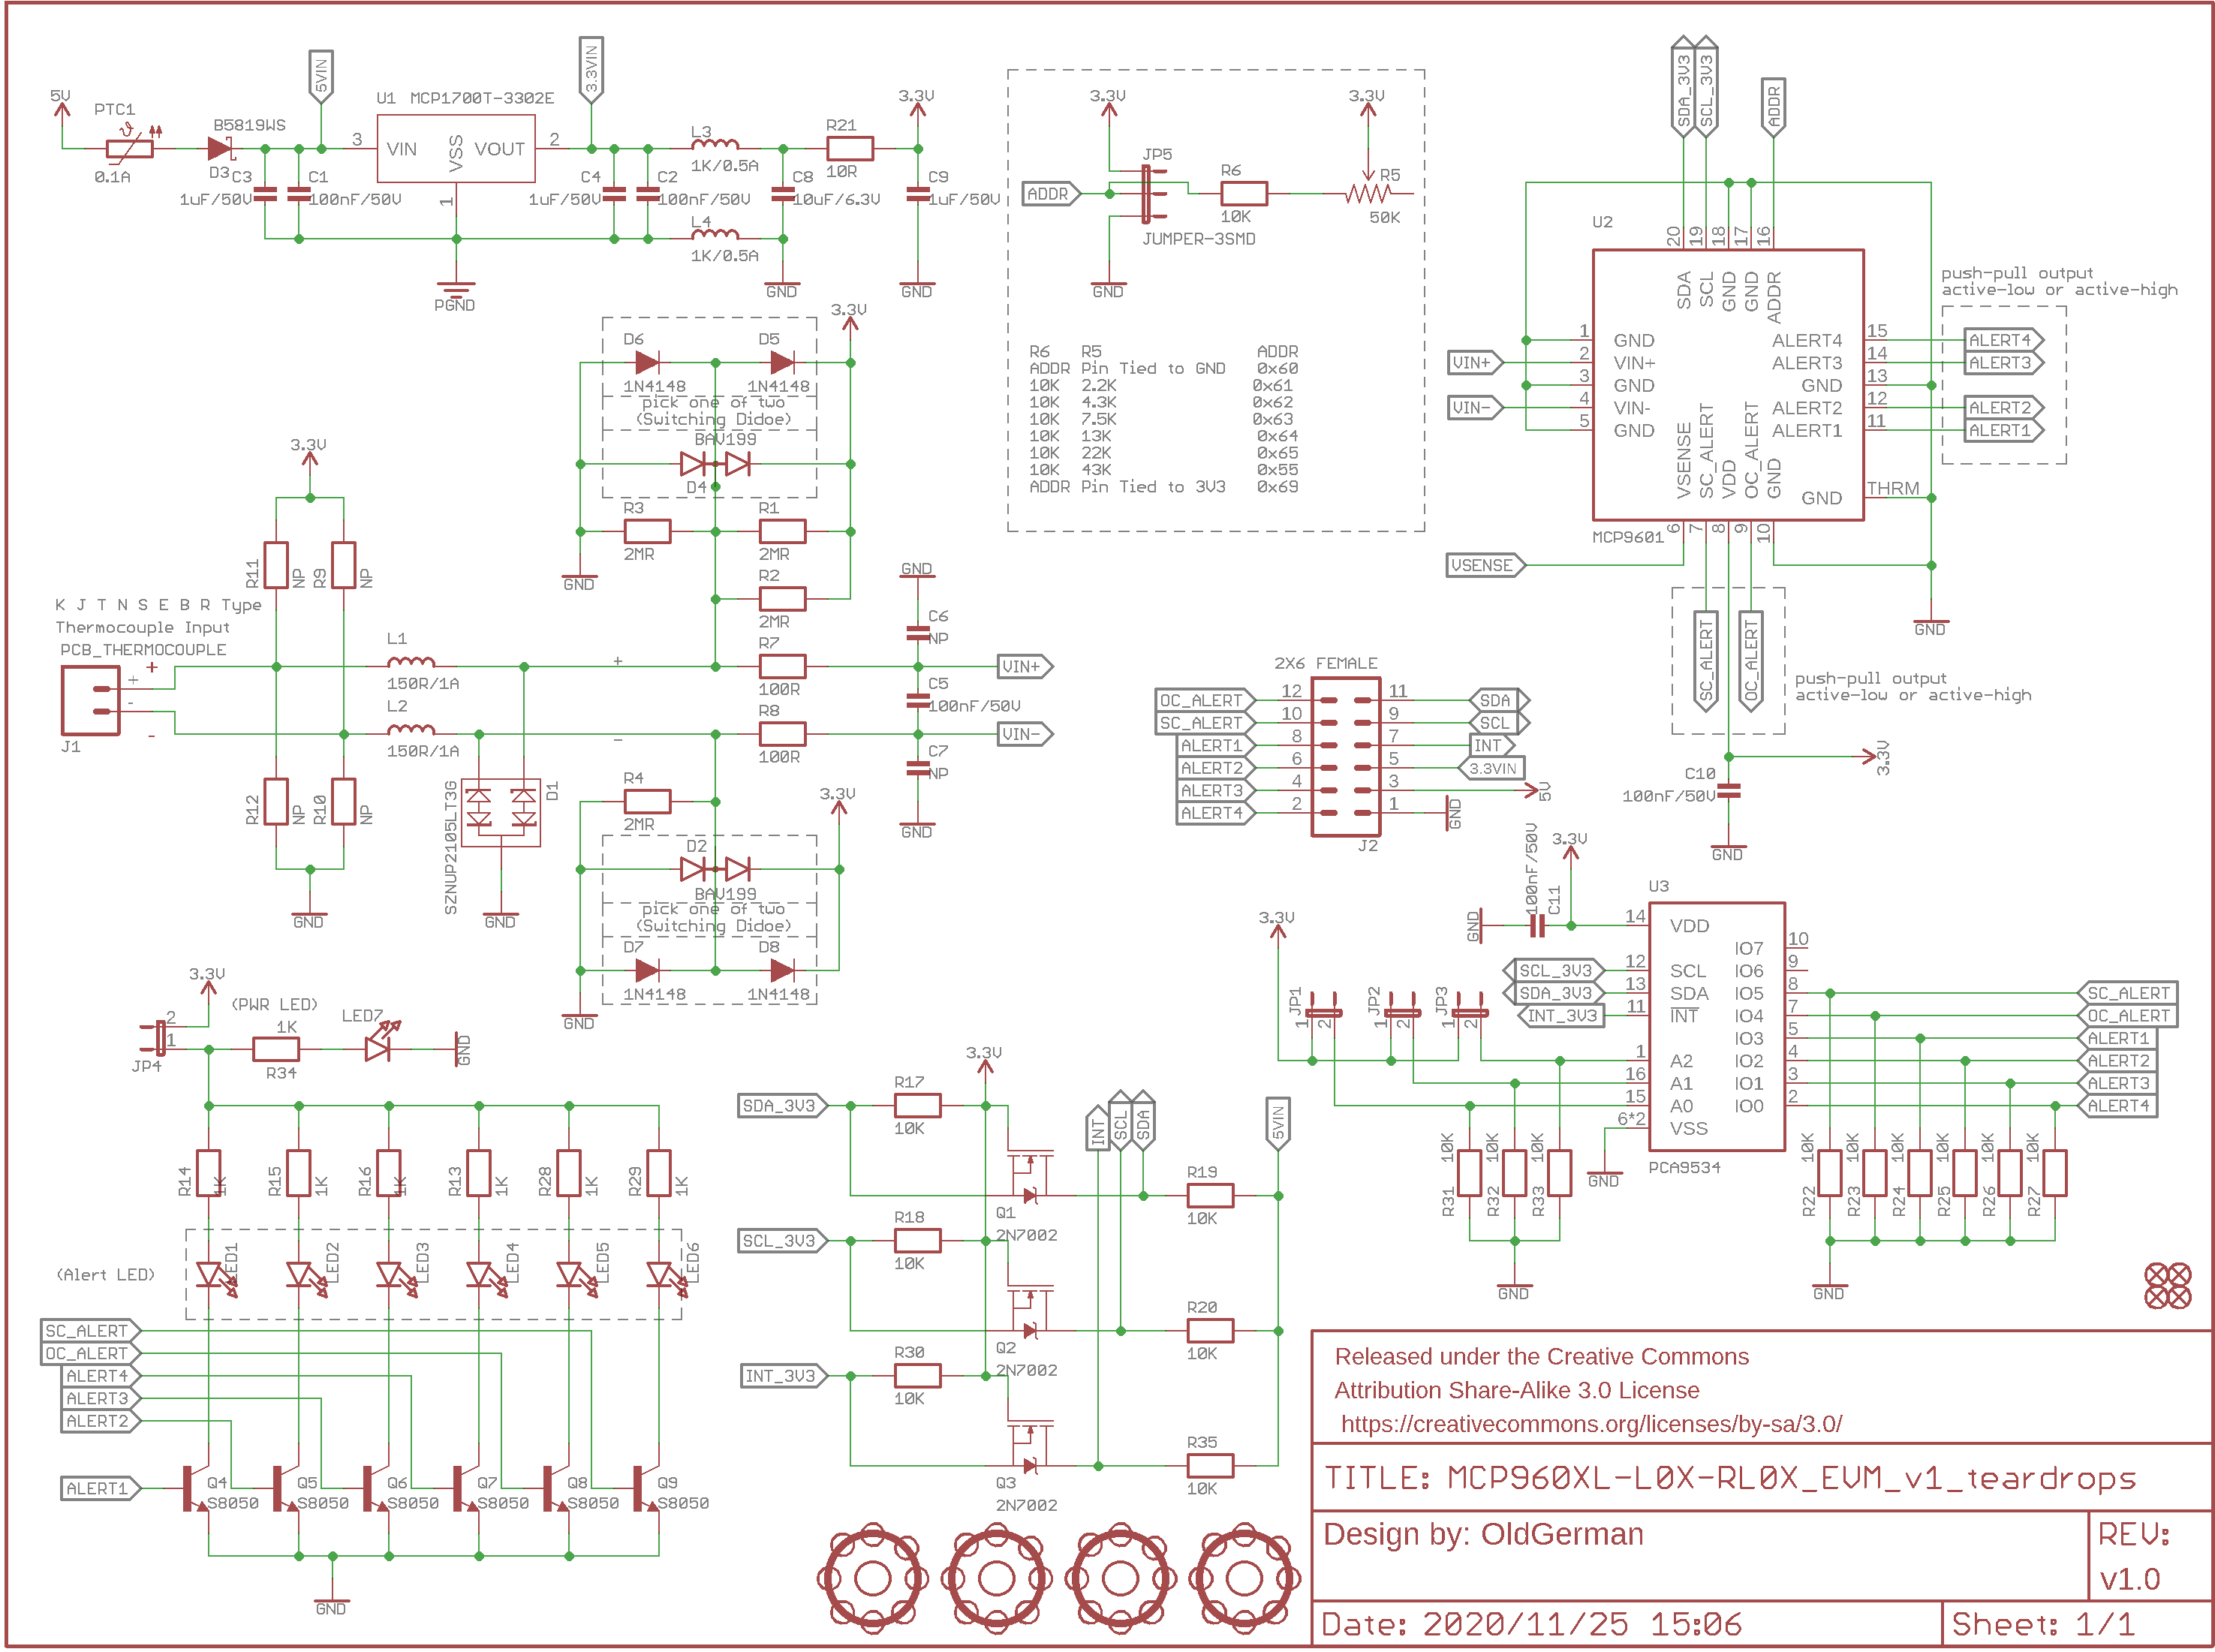 5V
PTC1
0.1A
B5819WS
D3
C3
1uF/50V
C1
100nF/50V
5VIN
U1 MCP1700T-3302E
3
VIN
VSS
VOUT
2
1
PGND
3.3VIN
C4
1uF/50V
C2
100nF/50V
L3
1K/0.5A
L4
1K/0.5A
C8
10uF/6.3V
GND
R21
10R
3.3V
C9
1uF/50V
GND
3.3V
3.3V
JP5
ADDR
R6
10K
R5
50K
JUMPER-3SMD
GND
R6 R5 ADDR
ADDR Pin Tied to GND 0x60
10K 2.2K 0x61
10K 4.3K 0x62
10K 7.5K 0x63
10K 13K 0x64
10K 22K 0x65
10K 43K 0x55
ADDR Pin Tied to 3V3 0x69
SDA_3V3
SCL_3V3
ADDR
U2
20
19
18
17
16
SDA
SCL
GND
GND
ADDR
push-pull output
active-low or active-high
1 GND
2 VIN+
3 GND
4 VIN-
5 GND
VIN+
VIN-
ALERT4 15
ALERT3 14
GND 13
ALERT2 12
ALERT1 11
GND THRM
ALERT4
ALERT3
ALERT2
ALERT1
VSENSE
SC_ALERT
VDD
OC_ALERT
GND
6
7
8
9
10
MCP9601
VSENSE
GND
SC_ALERT
OC_ALERT
push-pull output
active-low or active-high
3.3V
C10
100nF/50V
GND
3.3V
D6
D5
1N4148
1N4148
pick one of two
(Switching Didoe)
BAV199
D4
R3
2MR
R1
2MR
R2
2MR
GND
3.3V
R11
NP
R9
NP
K J T N S E B R Type
Thermocouple Input
PCB_THERMOCOUPLE
+
+
-
-
J1
L1
150R/1A
L2
150R/1A
R12
NP
R10
NP
GND
SZNUP2105LT3G
D1
GND
+
-
R7
100R
R8
100R
GND
C6
NP
C5
100nF/50V
C7
NP
GND
VIN+
VIN-
R4
2MR
3.3V
D2
BAV199
pick one of two
(Switching Didoe)
D7
D8
1N4148
1N4148
GND
2X6 FEMALE
OC_ALERT 12
SC_ALERT 10
ALERT1 8
ALERT2 6
ALERT3 4
ALERT4 2
11 SDA
9 SCL
7 INT
5 3.3VIN
3 5V
1 GND
J2
100nF/50V
C11
3.3V
GND
U3
14 VDD
SCL_3V3 12 SCL
SDA_3V3 13 SDA
INT_3V3 11 INT
1 A2
16 A1
15 A0
6*2 VSS
IO7 10
IO6 9
IO5 8
IO4 7
IO3 5
IO2 4
IO1 3
IO0 2
PCA9534
GND
SC_ALERT
OC_ALERT
ALERT1
ALERT2
ALERT3
ALERT4
3.3V
JP1
1
2
JP2
1
2
JP3
1
2
R31
10K
R32
10K
R33
10K
GND
R22
10K
R23
10K
R24
10K
R25
10K
R26
10K
R27
10K
GND
3.3V
2
1
JP4
(PWR LED)
1K
R34
LED7
GND
R14
1K
R15
1K
R16
1K
R13
1K
R28
1K
R29
1K
(Alert LED)
LED1
LED2
LED3
LED4
LED5
LED6
SC_ALERT
OC_ALERT
ALERT4
ALERT3
ALERT2
ALERT1
Q4
S8050
Q5
S8050
Q6
S8050
Q7
S8050
Q8
S8050
Q9
S8050
GND
3.3V
SDA_3V3
R17
10K
SCL_3V3
R18
10K
INT_3V3
R30
10K
Q1
2N7002
Q2
2N7002
Q3
2N7002
INT
SCL
SDA
5VIN
R19
10K
R20
10K
R35
10K
Released under the Creative Commons
Attribution Share-Alike 3.0 License
https://creativecommons.org/licenses/by-sa/3.0/
TITLE: MCP960XL-L0X-RL0X_EVM_v1_teardrops
Design by: OldGerman
REV:
v1.0
Date: 2020/11/25 15:06
Sheet: 1/1